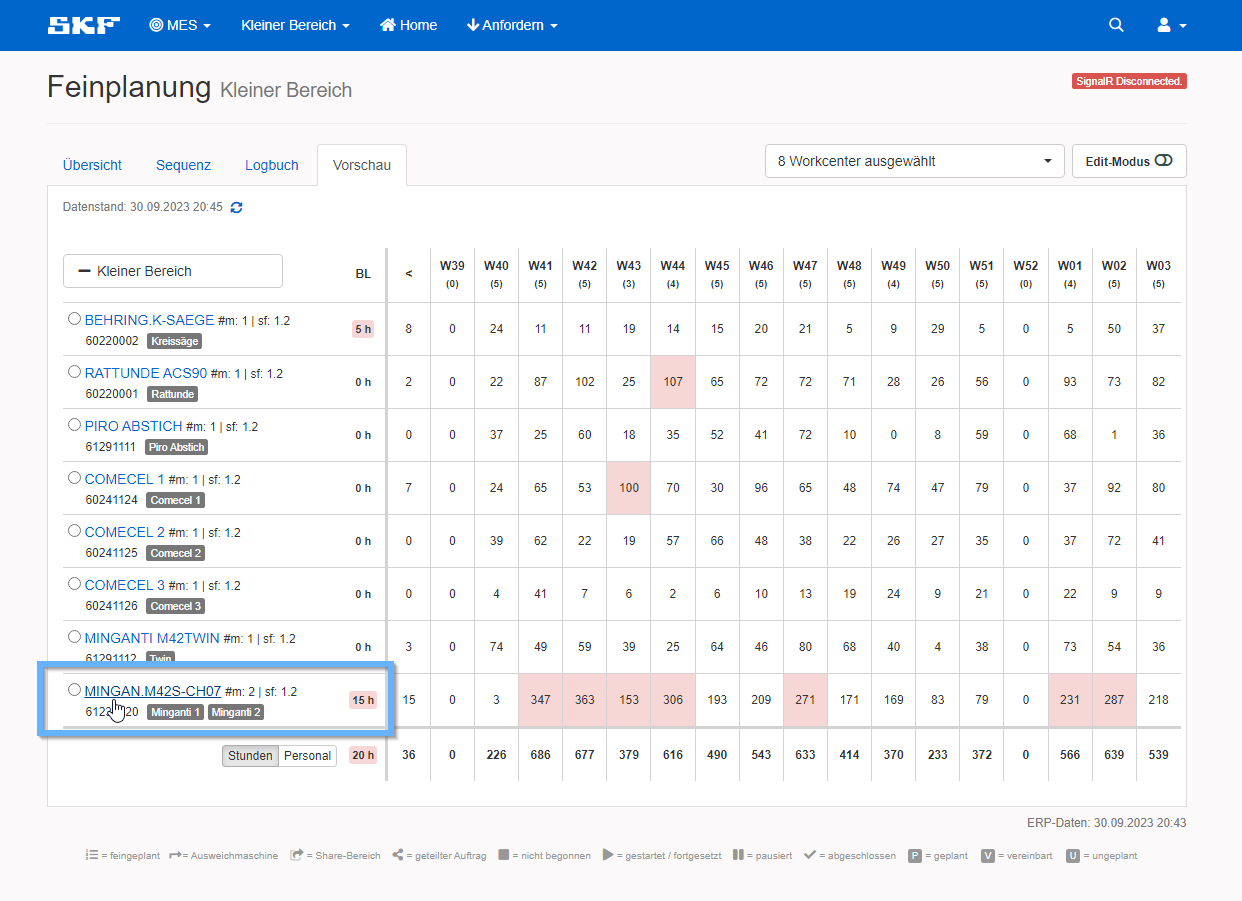 SKF MES Kleiner Bereich Home Anfordern
Feinplanung Kleiner Bereich SignalR Disconnected.
Übersicht Sequenz Logbuch Vorschau 8 Workcenter ausgewählt Edit-Modus
Datenstand: 30.09.2023 20:45
Kleiner Bereich BL < W39 W40 W41 W42 W43 W44 W45 W46 W47 W48 W49 W50 W51 W52 W01 W02 W03
(0) (5) (5) (5) (3) (4) (5) (5) (5) (5) (4) (5) (5) (0) (4) (5) (5)
BEHRING.K-SAEGE #m: 1 | sf: 1.2 5 h 8 0 24 11 11 19 14 15 20 21 5 9 29 5 0 5 50 37
60220002 Kreissäge
RATTUNDE ACS90 #m: 1 | sf: 1.2 0 h 2 0 22 87 102 25 107 65 72 72 71 28 26 56 0 93 73 82
60220001 Rattunde
PIRO ABSTICH #m: 1 | sf: 1.2 0 h 0 0 37 25 60 18 35 52 41 72 10 0 8 59 0 68 1 36
61291111 Piro Abstich
COMECEL 1 #m: 1 | sf: 1.2 0 h 7 0 24 65 53 100 70 30 96 65 48 74 47 79 0 37 92 80
60241124 Comecel 1
COMECEL 2 #m: 1 | sf: 1.2 0 h 0 0 39 62 22 19 57 66 48 38 22 26 27 35 0 37 72 41
60241125 Comecel 2
COMECEL 3 #m: 1 | sf: 1.2 0 h 0 0 4 41 7 6 2 6 10 13 19 24 9 21 0 22 9 9
60241126 Comecel 3
MINGANTI M42TWIN #m: 1 | sf: 1.2 0 h 3 0 74 49 59 39 25 64 46 80 68 40 4 38 0 73 54 36
61291112 Twin
MINGAN.M42S-CH07 #m: 2 | sf: 1.2 15 h 15 0 3 347 363 153 306 193 209 271 171 169 83 79 0 231 287 218
Minganti 1 Minganti 2
Stunden Personal 20 h 36 0 226 686 677 379 616 490 543 633 414 370 233 372 0 566 639 539
ERP-Daten: 30.09.2023 20:43
= feingeplant = Ausweichmaschine = Share-Bereich = geteilter Auftrag = nicht begonnen = gestartet / fortgesetzt = pausiert = abgeschlossen P = geplant V = vereinbart U = ungeplant